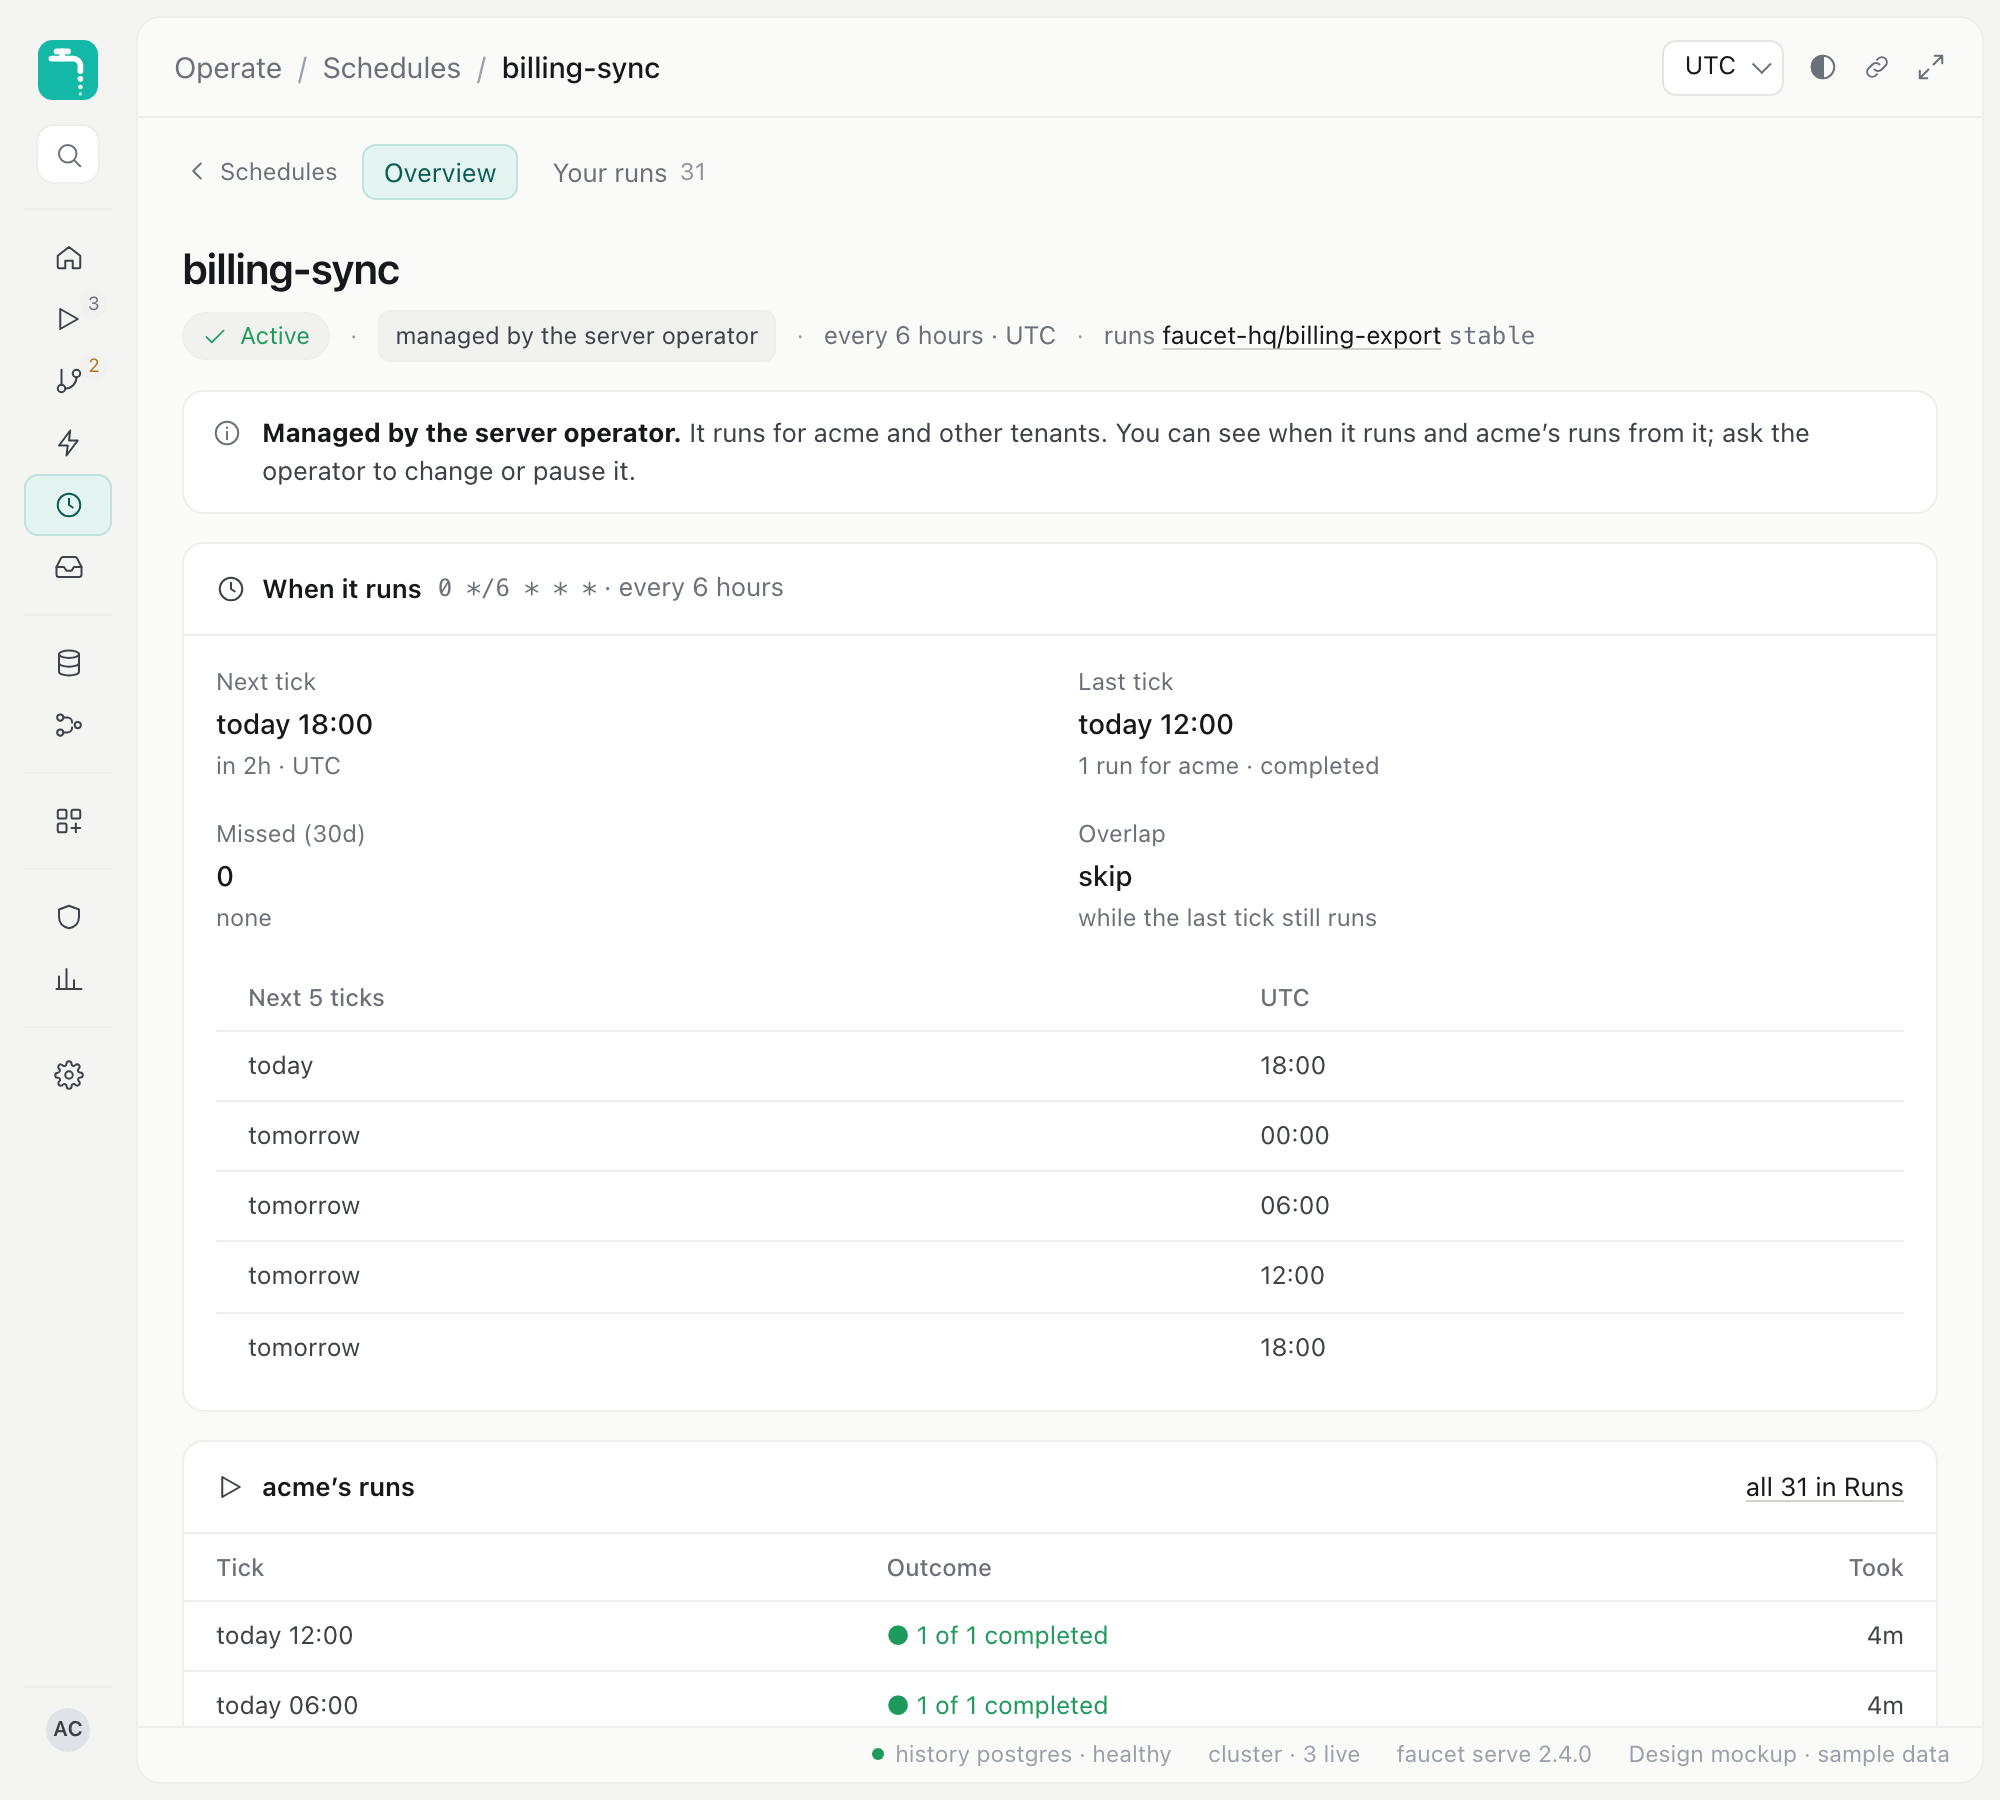 Operate / Schedules / billing-sync
UTC
Schedules
Overview
Your runs 31
3
2
billing-sync
Active · managed by the server operator · every 6 hours · UTC · runs faucet-hq/billing-export stable
Managed by the server operator. It runs for acme and other tenants. You can see when it runs and acme’s runs from it; ask the
operator to change or pause it.
When it runs 0 */6 * * * · every 6 hours
Next tick
today 18:00
in 2h · UTC
Last tick
today 12:00
1 run for acme · completed
Missed (30d)
0
none
Overlap
skip
while the last tick still runs
Next 5 ticks UTC
today 18:00
tomorrow 00:00
tomorrow 06:00
tomorrow 12:00
tomorrow 18:00
acme’s runs
all 31 in Runs
Tick Outcome Took
today 12:00 1 of 1 completed 4m
today 06:00 1 of 1 completed 4m
AC
history postgres · healthy cluster · 3 live faucet serve 2.4.0 Design mockup · sample data